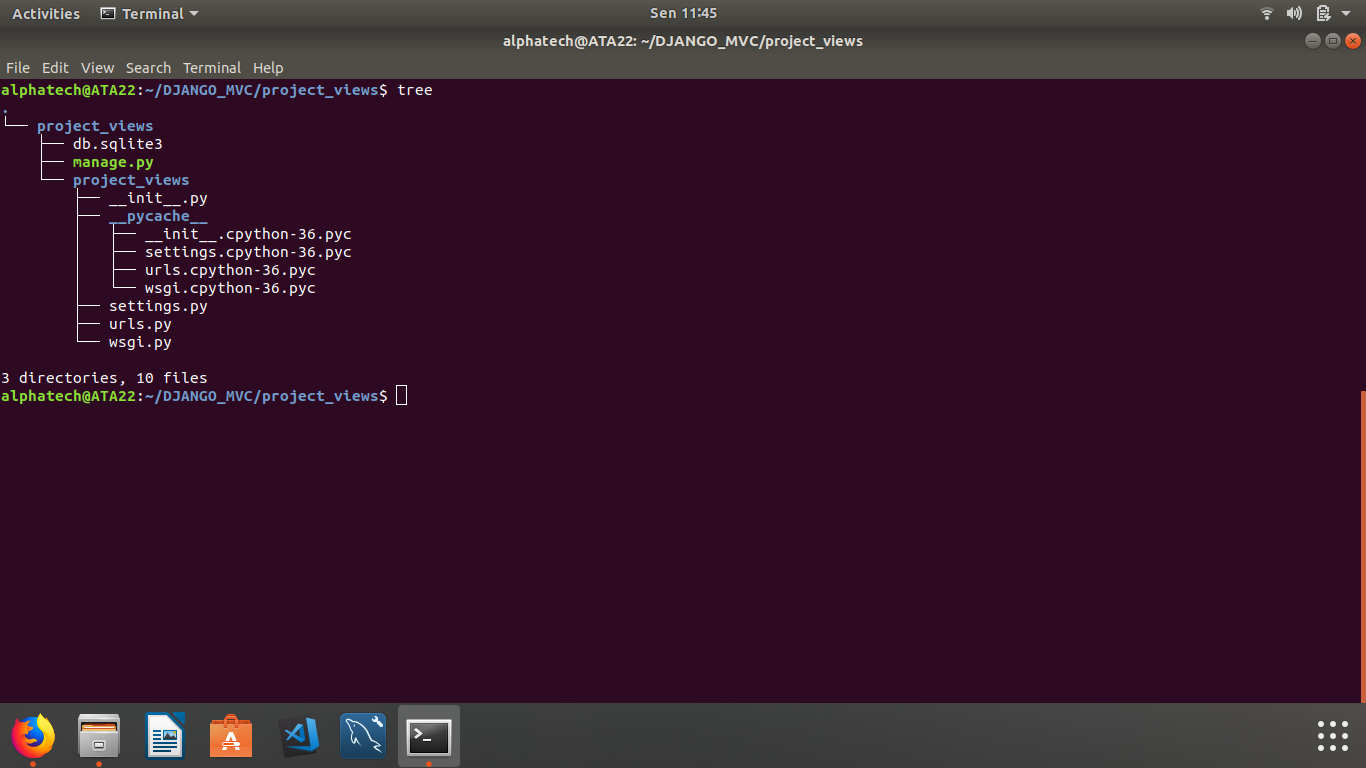 Activities Terminal Sen 11:45
alphatech@ATA22: ~/DJANGO_MVC/project_views
File Edit View Search Terminal Help
alphatech@ATA22:~/DJANGO_MVC/project_views$ tree
.
└── project_views
    ├── db.sqlite3
    ├── manage.py
    └── project_views
        ├── __init__.py
        ├── __pycache__
        │   ├── __init__.cpython-36.pyc
        │   ├── settings.cpython-36.pyc
        │   ├── urls.cpython-36.pyc
        │   └── wsgi.cpython-36.pyc
        ├── settings.py
        ├── urls.py
        └── wsgi.py

3 directories, 10 files
alphatech@ATA22:~/DJANGO_MVC/project_views$